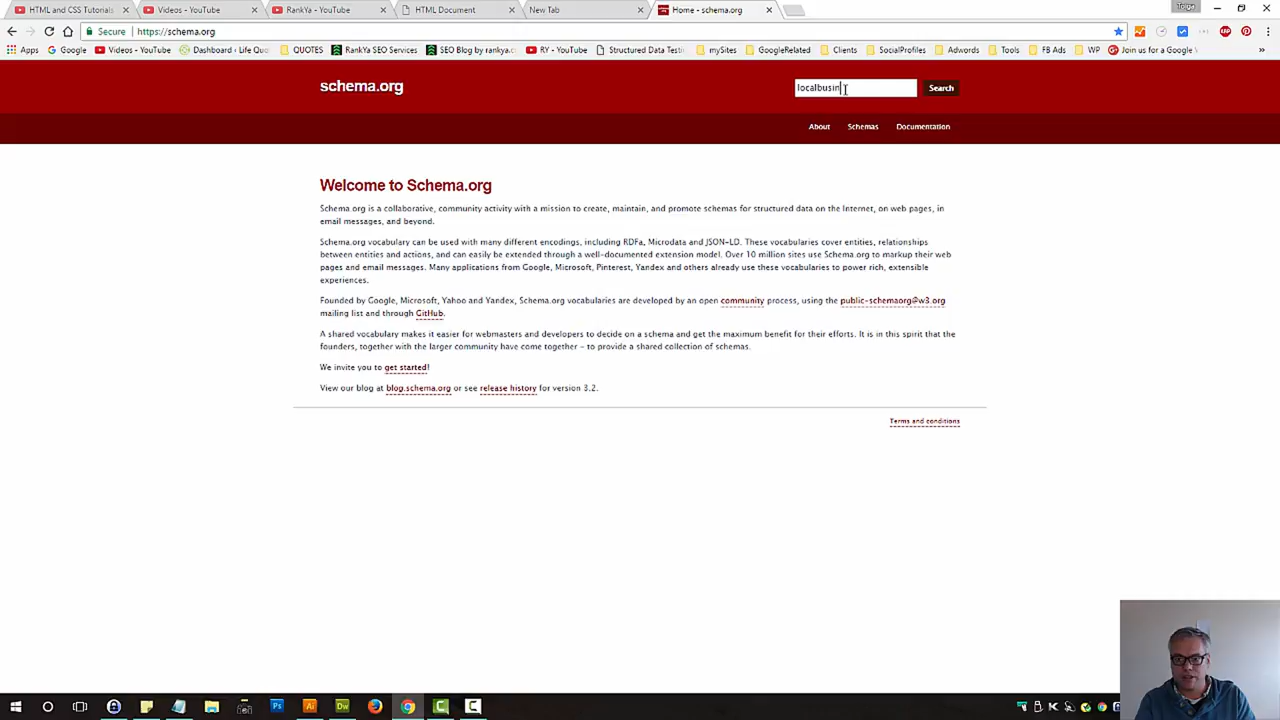 HTML and CSS Tutorials
Videos - YouTube
RankYa - YouTube
HTML Document
New Tab
Home - schema.org
Tolga
Secure
https://schema.org
Apps
Google
Videos - YouTube
Dashboard ‹ Life Quo
QUOTES
RankYa SEO Services
SEO Blog by rankya.c
RY - YouTube
Structured Data Testi
mySites
GoogleRelated
Clients
SocialProfiles
Adwords
Tools
FB Ads
WP
Join us for a Google
»
schema.org
localbusin
Search
About
Schemas
Documentation
Welcome to Schema.org
Schema.org is a collaborative, community activity with a mission to create, maintain, and promote schemas for structured data on the Internet, on web pages, in
email messages, and beyond.
Schema.org vocabulary can be used with many different encodings, including RDFa, Microdata and JSON-LD. These vocabularies cover entities, relationships
between entities and actions, and can easily be extended through a well-documented extension model. Over 10 million sites use Schema.org to markup their web
pages and email messages. Many applications from Google, Microsoft, Pinterest, Yandex and others already use these vocabularies to power rich, extensible
experiences.
Founded by Google, Microsoft, Yahoo and Yandex, Schema.org vocabularies are developed by an open community process, using the public-schemaorg@w3.org
mailing list and through GitHub.
A shared vocabulary makes it easier for webmasters and developers to decide on a schema and get the maximum benefit for their efforts. It is in this spirit that the
founders, together with the larger community have come together – to provide a shared collection of schemas.
We invite you to get started!
View our blog at blog.schema.org or see release history for version 3.2.
Terms and conditions
Ps
Ai
Dw